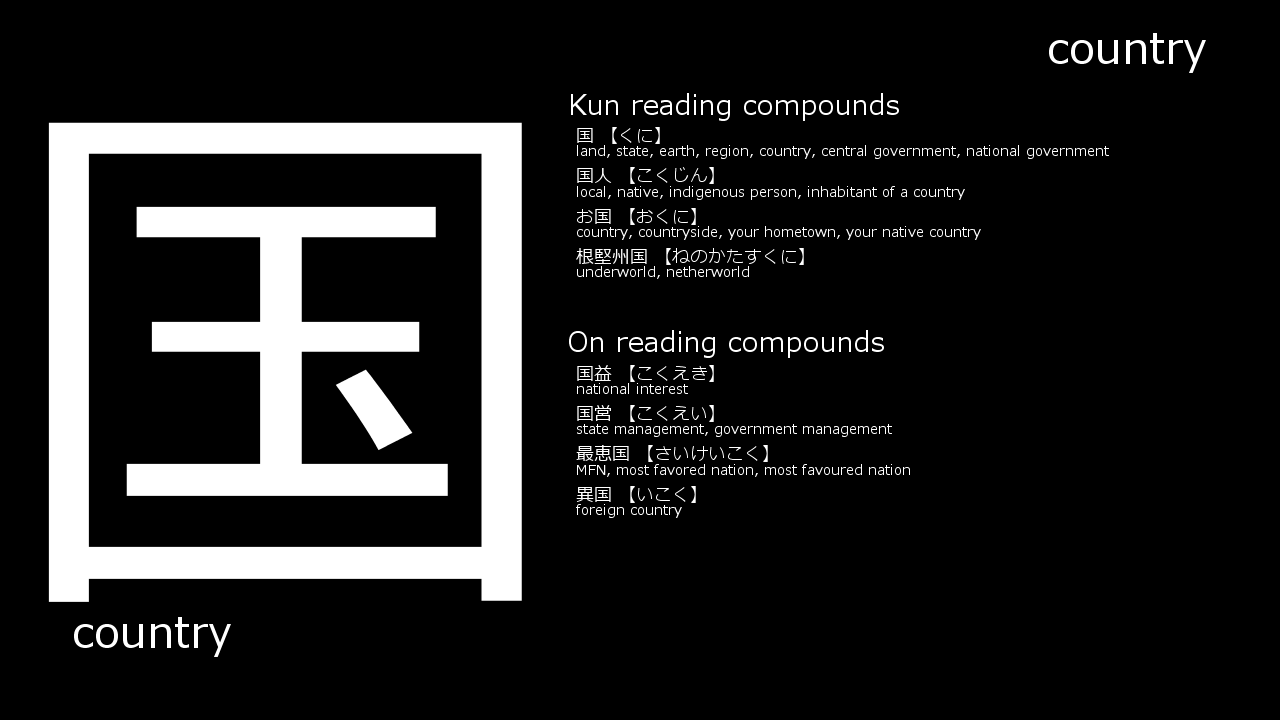 country
国
country
Kun reading compounds
国 【くに】
land, state, earth, region, country, central government, national government
国人 【こくじん】
local, native, indigenous person, inhabitant of a country
お国 【おくに】
country, countryside, your hometown, your native country
根堅州国 【ねのかたすくに】
underworld, netherworld
On reading compounds
国益 【こくえき】
national interest
国営 【こくえい】
state management, government management
最恵国 【さいけいこく】
MFN, most favored nation, most favoured nation
異国 【いこく】
foreign country